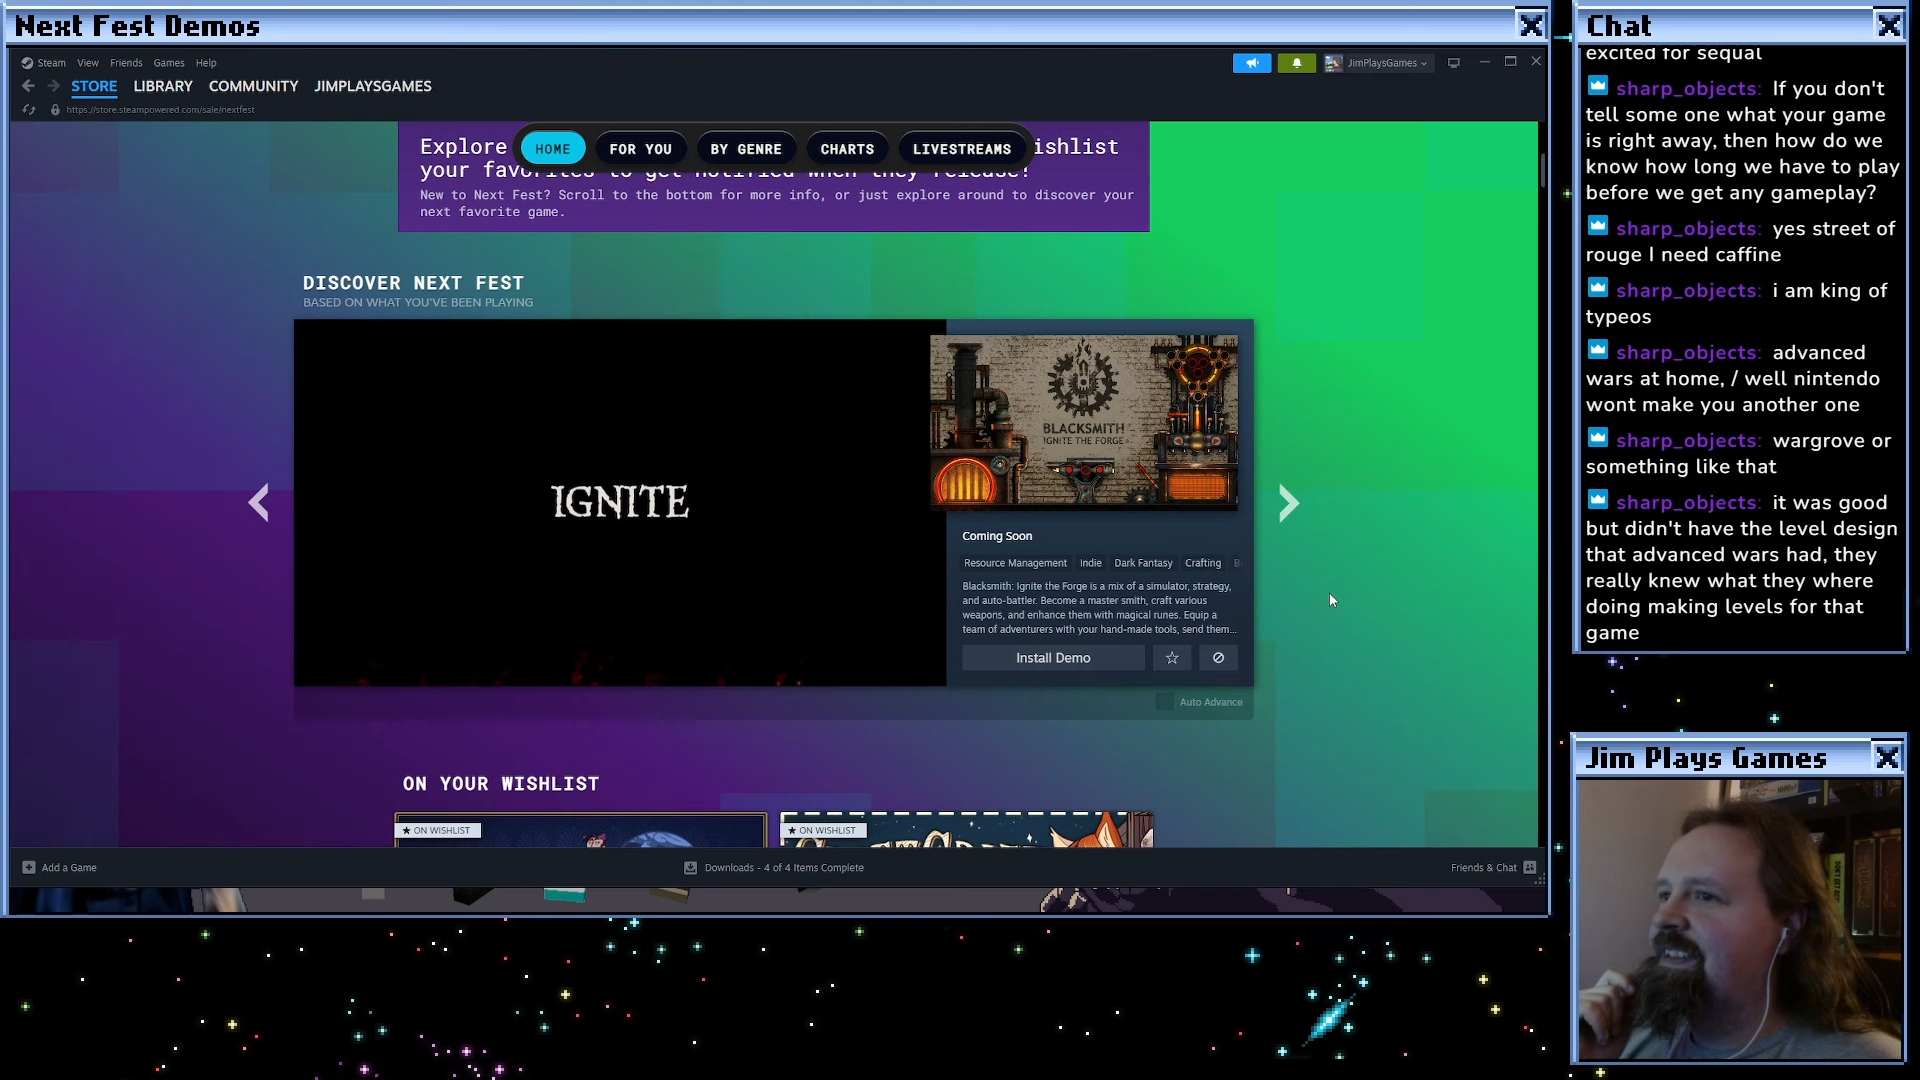 Next Fest Demos
Steam View Friends Games Help
JimPlaysGames
STORE LIBRARY COMMUNITY JIMPLAYSGAMES
https://store.steampowered.com/sale/nextfest
HOME FOR YOU BY GENRE CHARTS LIVESTREAMS
Explore ishlist
your favorites to get notified when they release!
New to Next Fest? Scroll to the bottom for more info, or just explore around to discover your
next favorite game.
DISCOVER NEXT FEST
BASED ON WHAT YOU'VE BEEN PLAYING
IGNITE
BLACKSMITH
IGNITE THE FORGE
Coming Soon
Resource Management Indie Dark Fantasy Crafting
Blacksmith: Ignite the Forge is a mix of a simulator, strategy,
and auto-battler. Become a master smith, craft various
weapons, and enhance them with magical runes. Equip a
team of adventurers with your hand-made tools, send them...
Install Demo
Auto Advance
ON YOUR WISHLIST
ON WISHLIST
ON WISHLIST
Add a Game
Downloads - 4 of 4 Items Complete
Friends & Chat
Chat
excited for sequal
sharp_objects: If you don't
tell some one what your game
is right away, then how do we
know how long we have to play
before we get any gameplay?
sharp_objects: yes street of
rouge I need caffine
sharp_objects: i am king of
typeos
sharp_objects: advanced
wars at home, / well nintendo
wont make you another one
sharp_objects: wargrove or
something like that
sharp_objects: it was good
but didn't have the level design
that advanced wars had, they
really knew what they where
doing making levels for that
game
Jim Plays Games